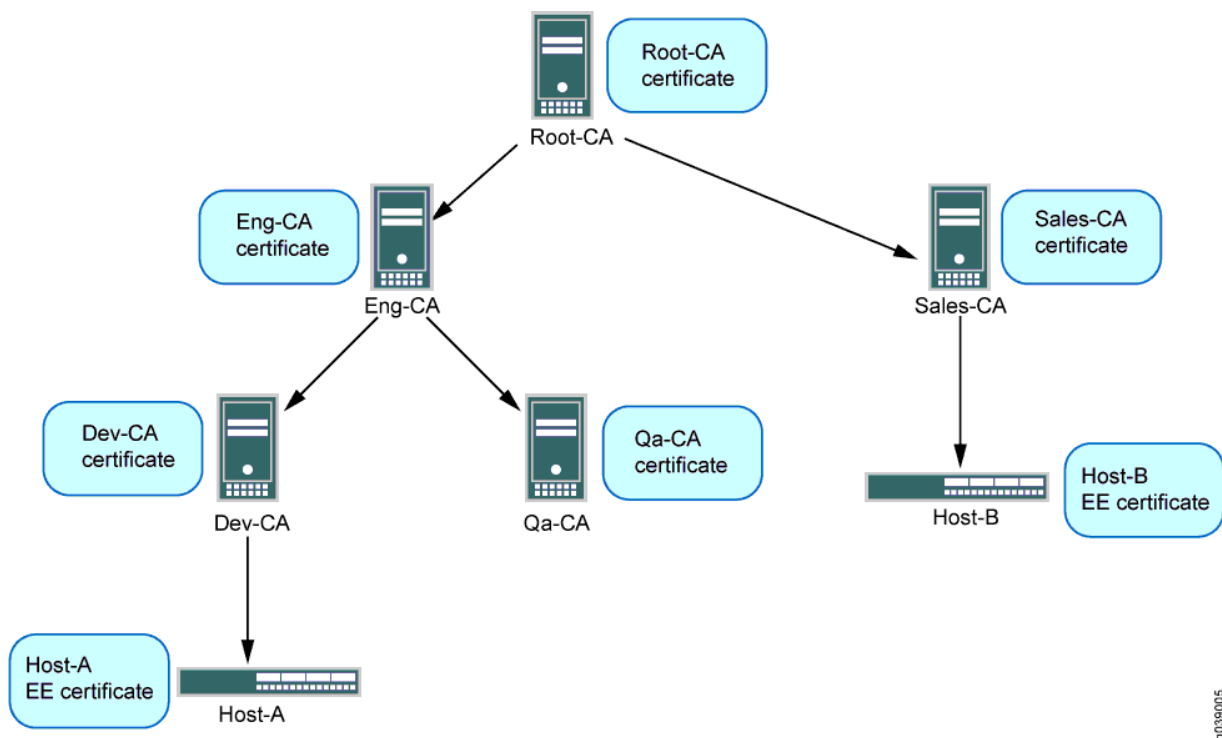 Root-CA
certificate
Root-CA
Eng-CA
certificate
Eng-CA
Sales-CA
certificate
Sales-CA
Dev-CA
certificate
Dev-CA
Qa-CA
certificate
Qa-CA
Host-B
EE certificate
Host-B
Host-A
EE certificate
Host-A
g039005